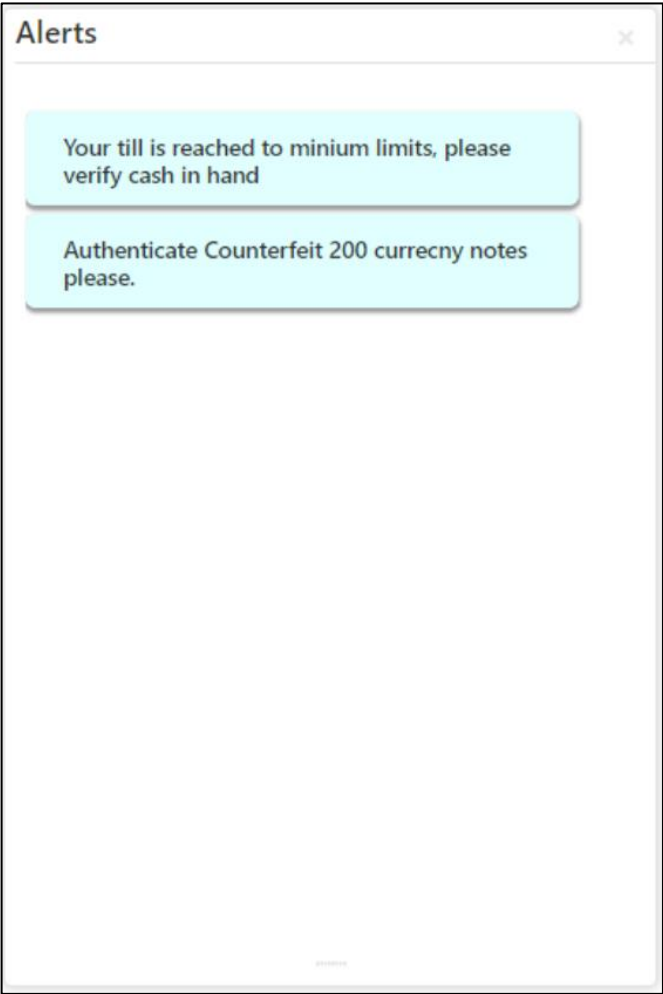 Alerts
Your till is reached to minium limits, please
verify cash in hand
Authenticate Counterfeit 200 currecny notes
please.